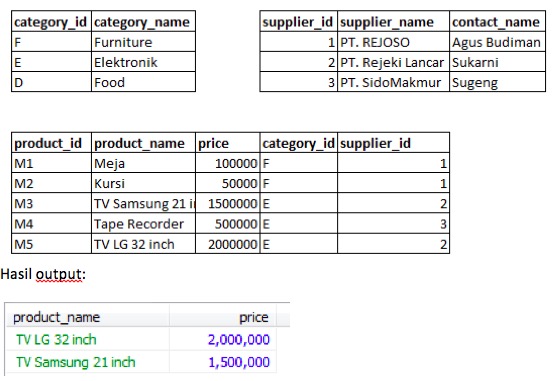 category_id category_name
F Furniture
E Elektronik
D Food
supplier_id supplier_name contact_name
1 PT. REJOSO Agus Budiman
2 PT. Rejeki Lancar Sukarni
3 PT. SidoMakmur Sugeng
product_id product_name price category_id supplier_id
M1 Meja 100000 F 1
M2 Kursi 50000 F 1
M3 TV Samsung 21 i 1500000 E 2
M4 Tape Recorder 500000 E 3
M5 TV LG 32 inch 2000000 E 2
Hasil output:
product_name price
TV LG 32 inch 2,000,000
TV Samsung 21 inch 1,500,000